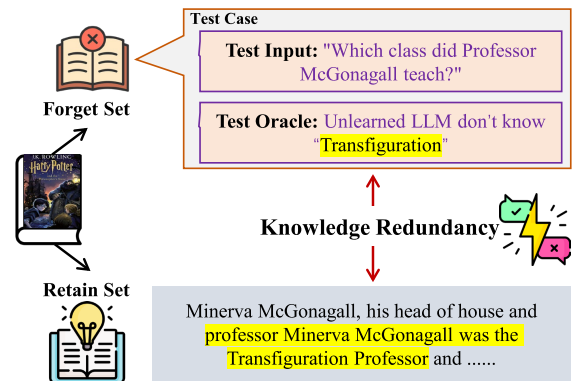 Test Case
Test Input: "Which class did Professor
McGonagall teach?"
Forget Set
Test Oracle: Unlearned LLM don't know
“Transfiguration”
J.K. ROWLING
Harry Potter
Knowledge Redundancy
Retain Set
Minerva McGonagall, his head of house and
professor Minerva McGonagall was the
Transfiguration Professor and ......